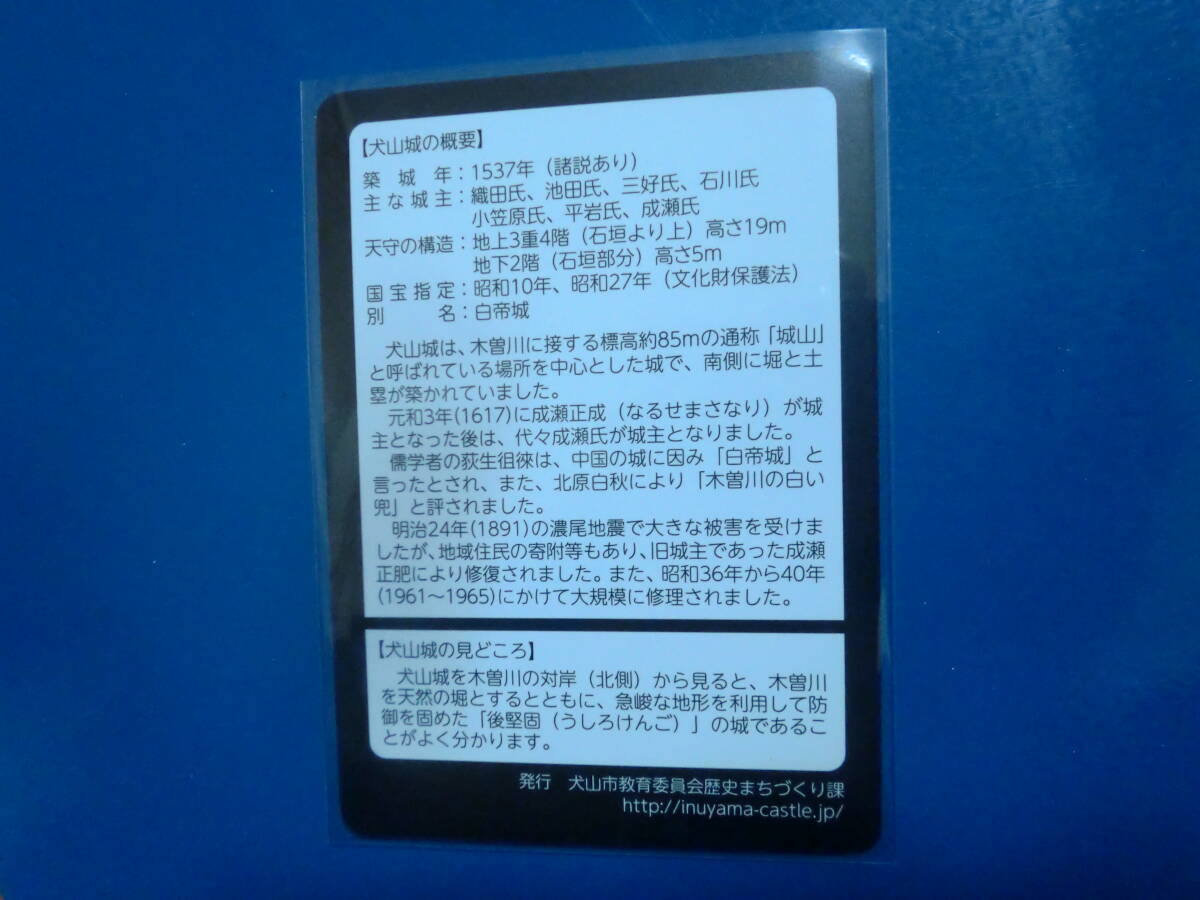 【犬山城の概要】
築城年：1537年（諸説あり）
主な城主：織田氏、池田氏、三好氏、石川氏
小笠原氏、平岩氏、成瀬氏
天守の構造：地上3重4階（石垣より上）高さ19m
地下2階（石垣部分）高さ5m
国宝指定：昭和10年、昭和27年（文化財保護法）
別名：白帝城
犬山城は、木曽川に接する標高約85mの通称「城山」
と呼ばれている場所を中心とした城で、南側に堀と土
塁が築かれていました。
元和3年(1617)に成瀬正成（なるせまさなり）が城
主となった後は、代々成瀬氏が城主となりました。
儒学者の荻生徂徠は、中国の城に因み「白帝城」と
言ったとされ、また、北原白秋により「木曽川の白い
兜」と評されました。
明治24年(1891)の濃尾地震で大きな被害を受けま
したが、地域住民の寄附等もあり、旧城主であった成瀬
正肥により修復されました。また、昭和36年から40年
(1961～1965)にかけて大規模に修理されました。
【犬山城の見どころ】
犬山城を木曽川の対岸（北側）から見ると、木曽川
を天然の堀とするとともに、急峻な地形を利用して防
御を固めた「後堅固（うしろけんご）」の城であるこ
とがよく分かります。
発行　犬山市教育委員会歴史まちづくり課
http://inuyama-castle.jp/